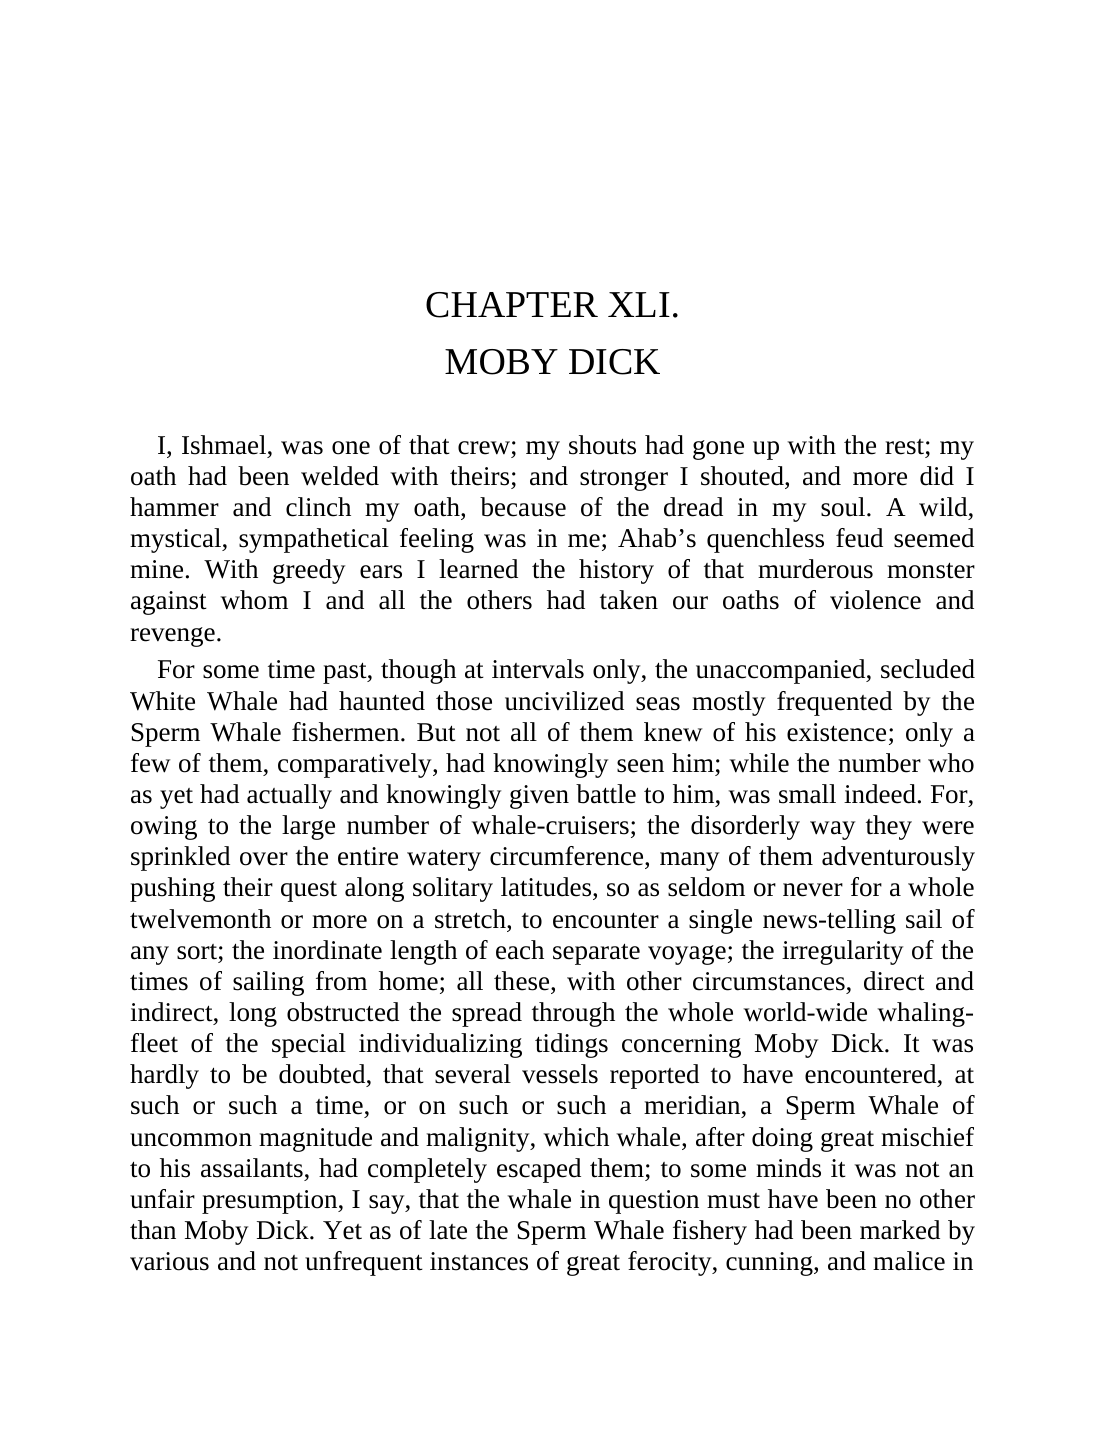 CHAPTER XLI.
MOBY DICK
I, Ishmael, was one of that crew; my shouts had gone up with the rest; my
oath had been welded with theirs; and stronger I shouted, and more did I
hammer and clinch my oath, because of the dread in my soul. A wild,
mystical, sympathetical feeling was in me; Ahab’s quenchless feud seemed
mine. With greedy ears I learned the history of that murderous monster
against whom I and all the others had taken our oaths of violence and
revenge.
For some time past, though at intervals only, the unaccompanied, secluded
White Whale had haunted those uncivilized seas mostly frequented by the
Sperm Whale fishermen. But not all of them knew of his existence; only a
few of them, comparatively, had knowingly seen him; while the number who
as yet had actually and knowingly given battle to him, was small indeed. For,
owing to the large number of whale-cruisers; the disorderly way they were
sprinkled over the entire watery circumference, many of them adventurously
pushing their quest along solitary latitudes, so as seldom or never for a whole
twelvemonth or more on a stretch, to encounter a single news-telling sail of
any sort; the inordinate length of each separate voyage; the irregularity of the
times of sailing from home; all these, with other circumstances, direct and
indirect, long obstructed the spread through the whole world-wide whaling-
fleet of the special individualizing tidings concerning Moby Dick. It was
hardly to be doubted, that several vessels reported to have encountered, at
such or such a time, or on such or such a meridian, a Sperm Whale of
uncommon magnitude and malignity, which whale, after doing great mischief
to his assailants, had completely escaped them; to some minds it was not an
unfair presumption, I say, that the whale in question must have been no other
than Moby Dick. Yet as of late the Sperm Whale fishery had been marked by
various and not unfrequent instances of great ferocity, cunning, and malice in